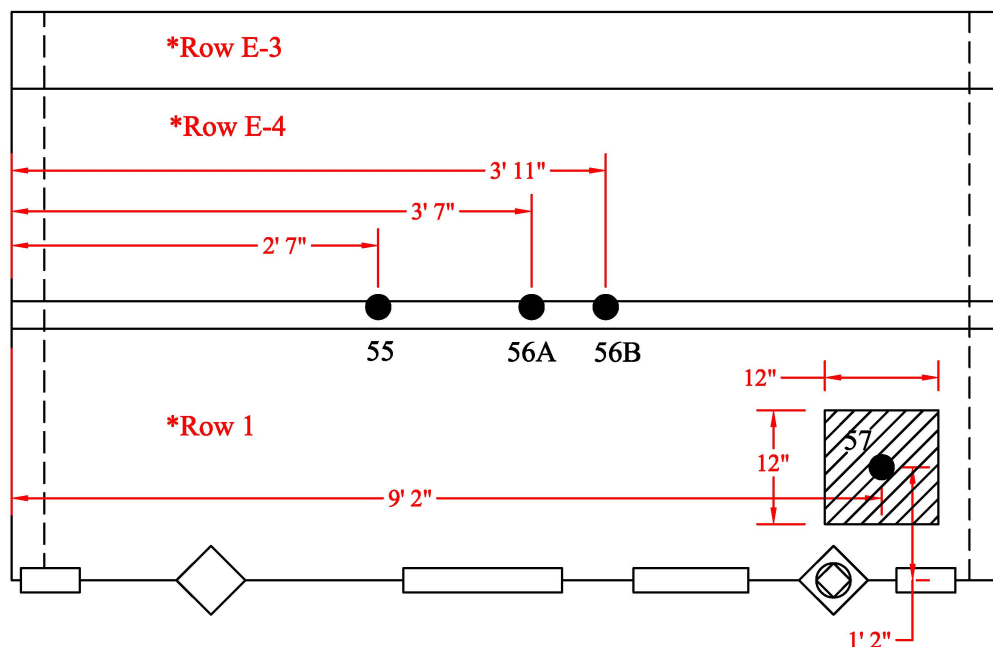 *Row E-3
*Row E-4
3' 11"
3' 7"
2' 7"
55
56A
56B
12"
*Row 1
57
12"
9' 2"
1' 2"